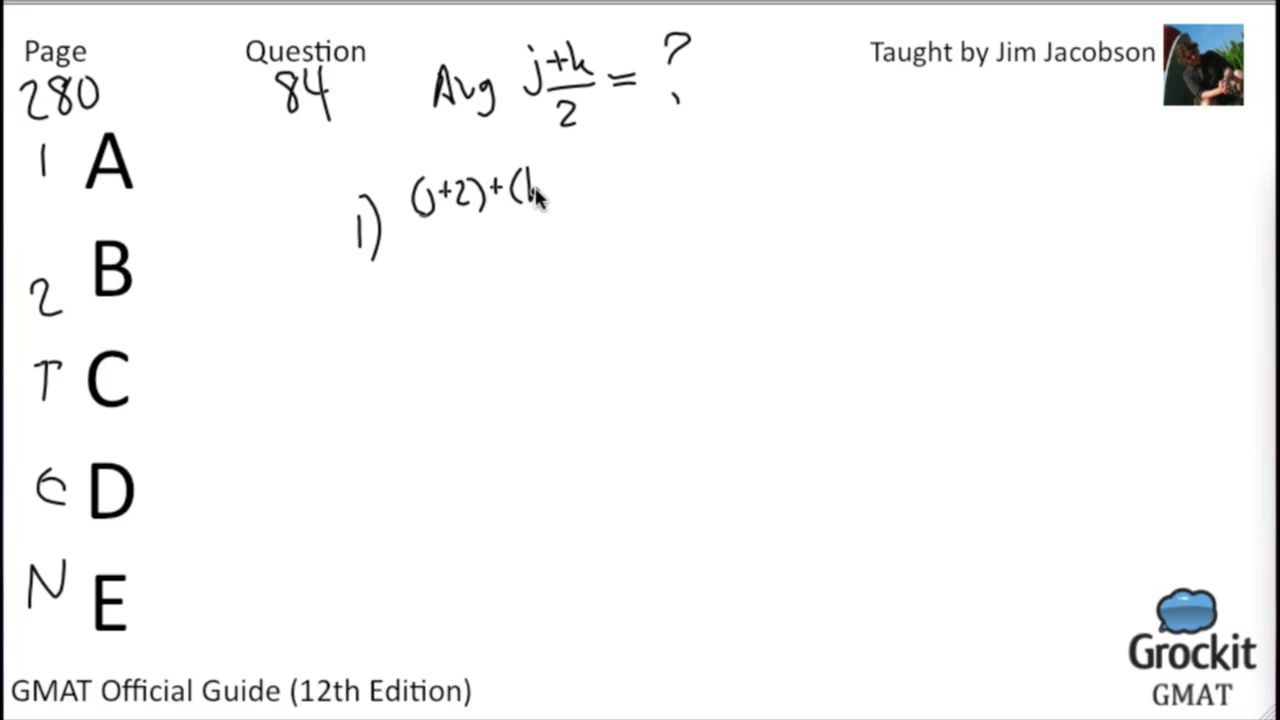 Page Question Taught by Jim Jacobson
280 84 Avg j+k/2 = ?
1 A
1) (j+2)+(k
2 B
T C
E D
N E
GMAT Official Guide (12th Edition)
Grockit
GMAT